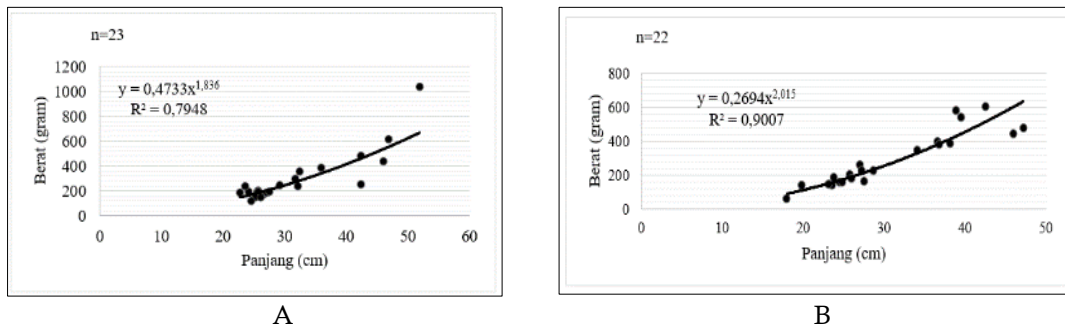 n=23
y = 0,4733x^1,836
R² = 0,7948
Berat (gram)
1200
1000
800
600
400
200
0
0 10 20 30 40 50 60
Panjang (cm)
A
n=22
y = 0,2694x^2,015
R² = 0,9007
Berat (gram)
800
600
400
200
0
0 10 20 30 40 50
Panjang (cm)
B